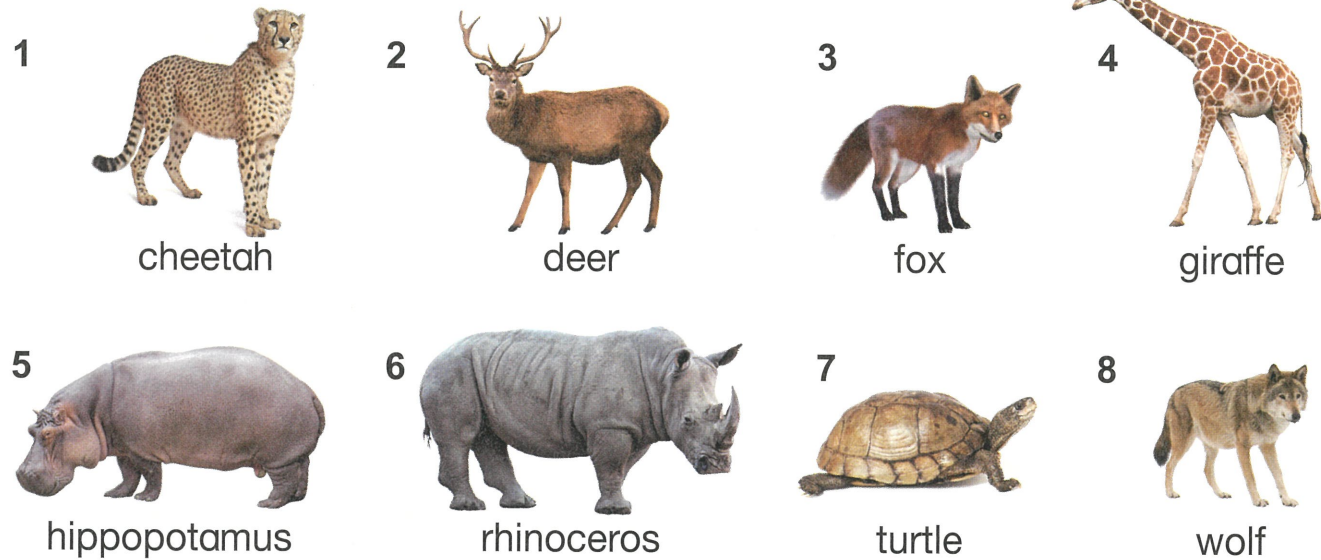 1
2
3
4
cheetah
deer
fox
giraffe
5
6
7
8
hippopotamus
rhinoceros
turtle
wolf